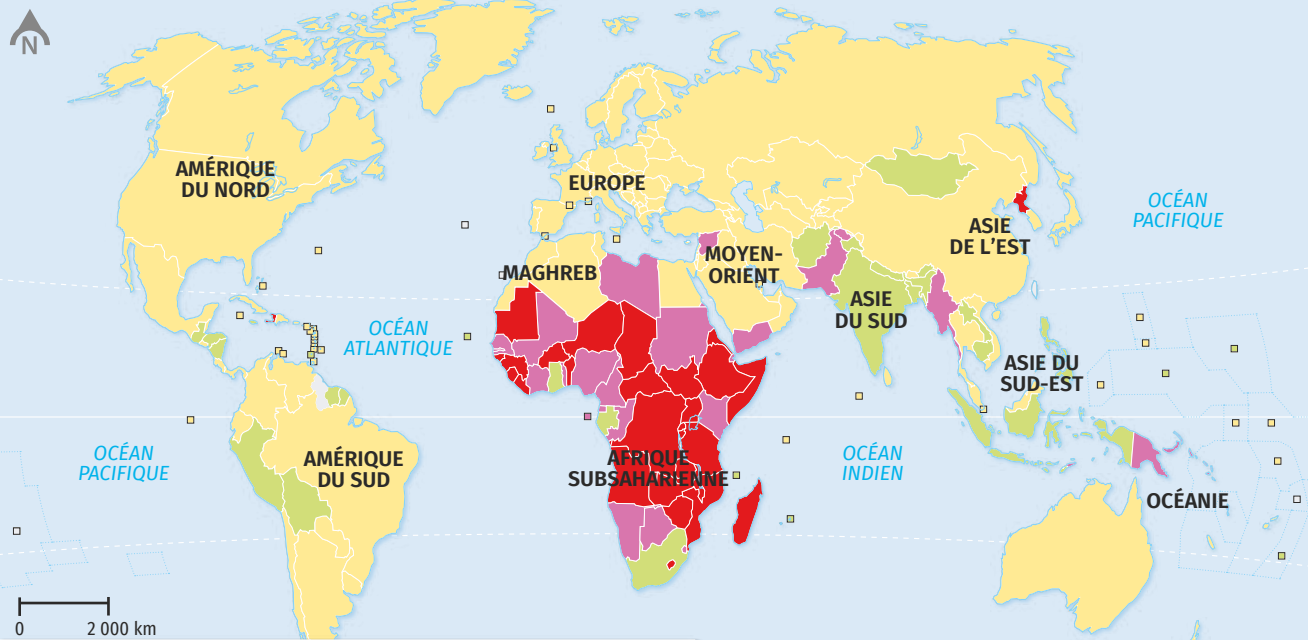 N
AMÉRIQUE
DU NORD
EUROPE
OCÉAN
PACIFIQUE
ASIE
DE L'EST
MOYEN-
ORIENT
MAGHREB
ASIE
DU SUD
OCÉAN
ATLANTIQUE
ASIE DU
SUD-EST
OCÉAN
PACIFIQUE
AMÉRIQUE
DU SUD
AFRIQUE
SUBSAHARIENNE
OCÉAN
INDIEN
OCÉANIE
0 2 000 km